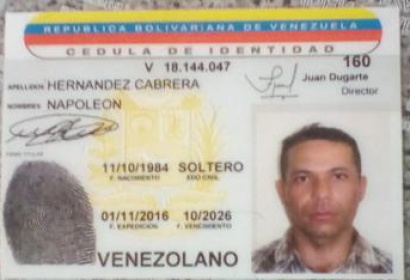 REPUBLICA BOLIVARIANA DE VENEZUELA
CEDULA DE IDENTIDAD
V 18.144.047 160
APELLIDOS HERNANDEZ CABRERA
Juan Dugarte
Director
NOMBRES NAPOLEON
FIRMA TITULAR
11/10/1984 SOLTERO
F. NACIMIENTO EDO CIVIL
01/11/2016 10/2026
F. EXPEDICION F. VENCIMIENTO
VENEZOLANO